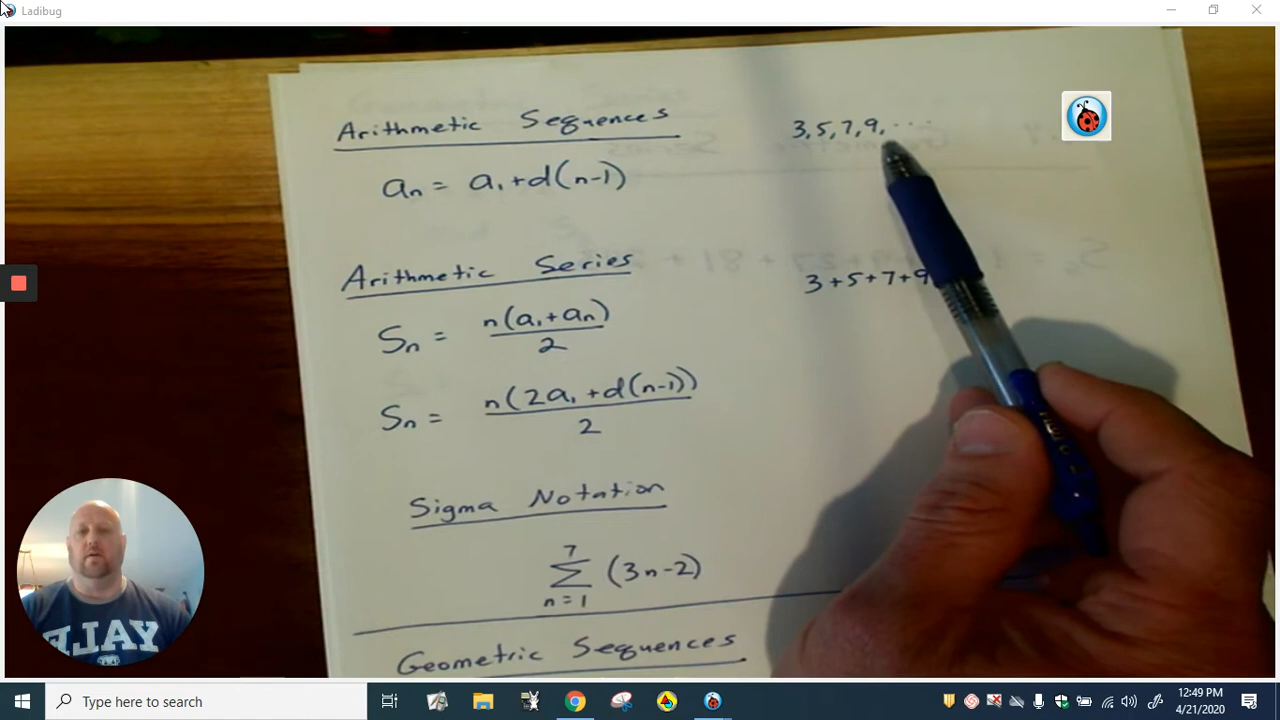 Ladibug
Arithmetic Sequences
3, 5, 7, 9, ...
aₙ = a₁ + d(n-1)
Arithmetic Series
3 + 5 + 7 + 9
Sₙ = n(a₁ + aₙ) / 2
Sₙ = n(2a₁ + d(n-1)) / 2
Sigma Notation
7
∑ (3n-2)
n = 1
Geometric Sequences
Type here to search
12:49 PM
4/21/2020